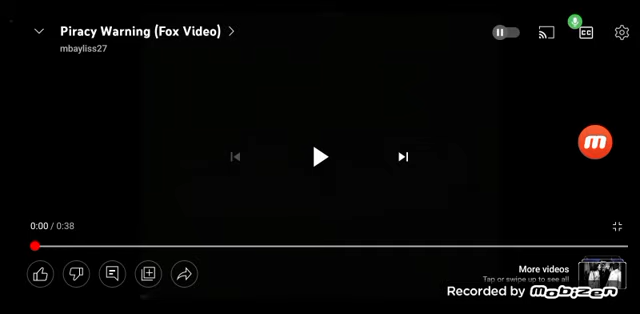 Piracy Warning (Fox Video)
mbayliss27
CC
m
0:00 / 0:38
More videos
Tap or swipe up to see all
Recorded by mobizen